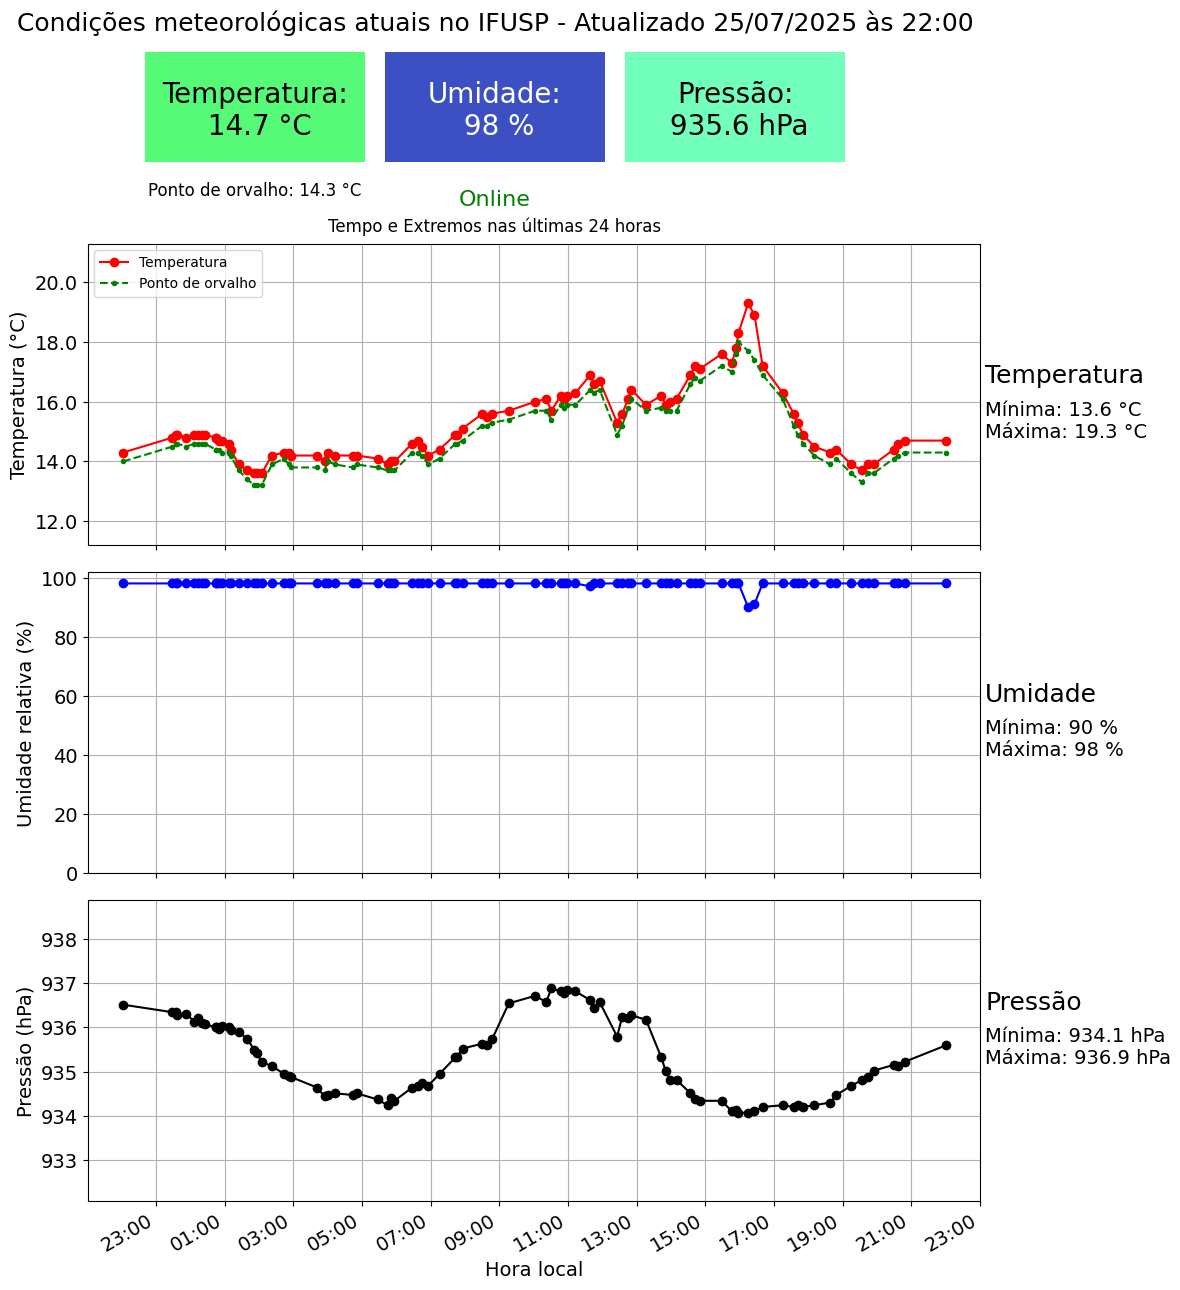 Condições meteorológicas atuais no IFUSP - Atualizado 25/07/2025 às 22:00
Temperatura:
14.7 °C
Umidade:
98 %
Pressão:
935.6 hPa
Ponto de orvalho: 14.3 °C
Online
Tempo e Extremos nas últimas 24 horas
Temperatura
Ponto de orvalho
Temperatura (°C)
20.0
18.0
16.0
14.0
12.0
Temperatura
Mínima: 13.6 °C
Máxima: 19.3 °C
Umidade relativa (%)
100
80
60
40
20
0
Umidade
Mínima: 90 %
Máxima: 98 %
Pressão (hPa)
938
937
936
935
934
933
Pressão
Mínima: 934.1 hPa
Máxima: 936.9 hPa
23:00 01:00 03:00 05:00 07:00 09:00 11:00 13:00 15:00 17:00 19:00 21:00 23:00
Hora local